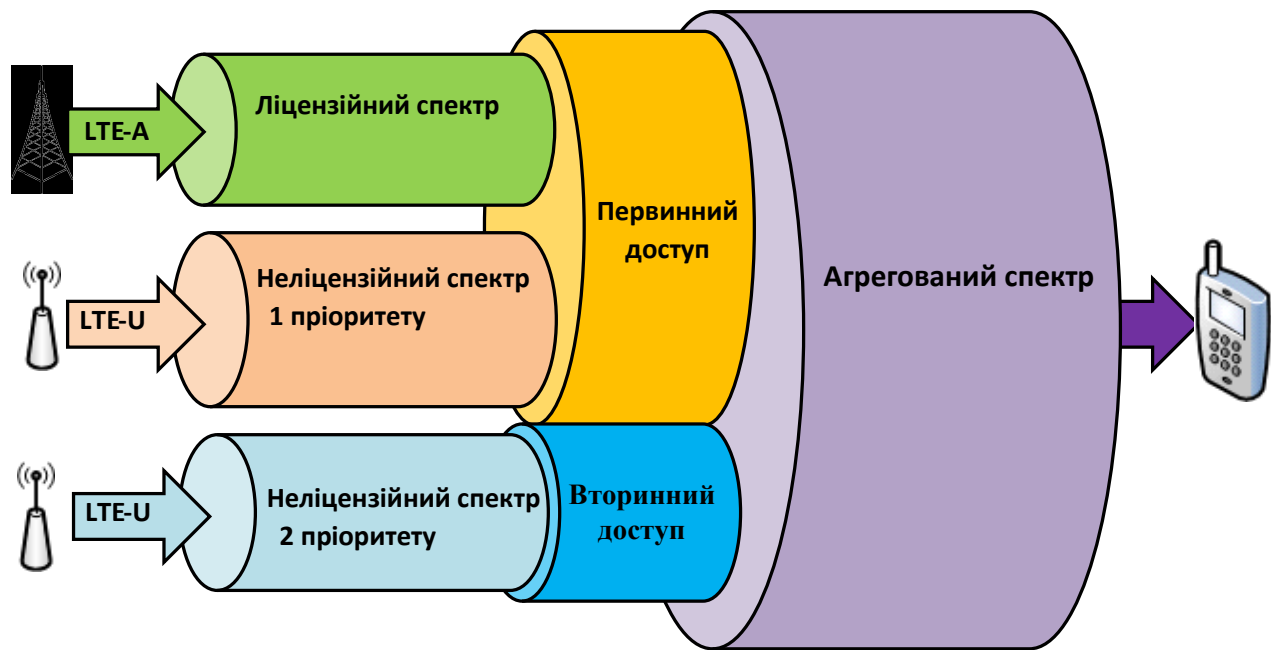 LTE-A
Ліцензійний спектр
Первинний
доступ
LTE-U
Неліцензійний спектр
1 пріоритету
Агрегований спектр
LTE-U
Неліцензійний спектр
2 пріоритету
Вторинний
доступ